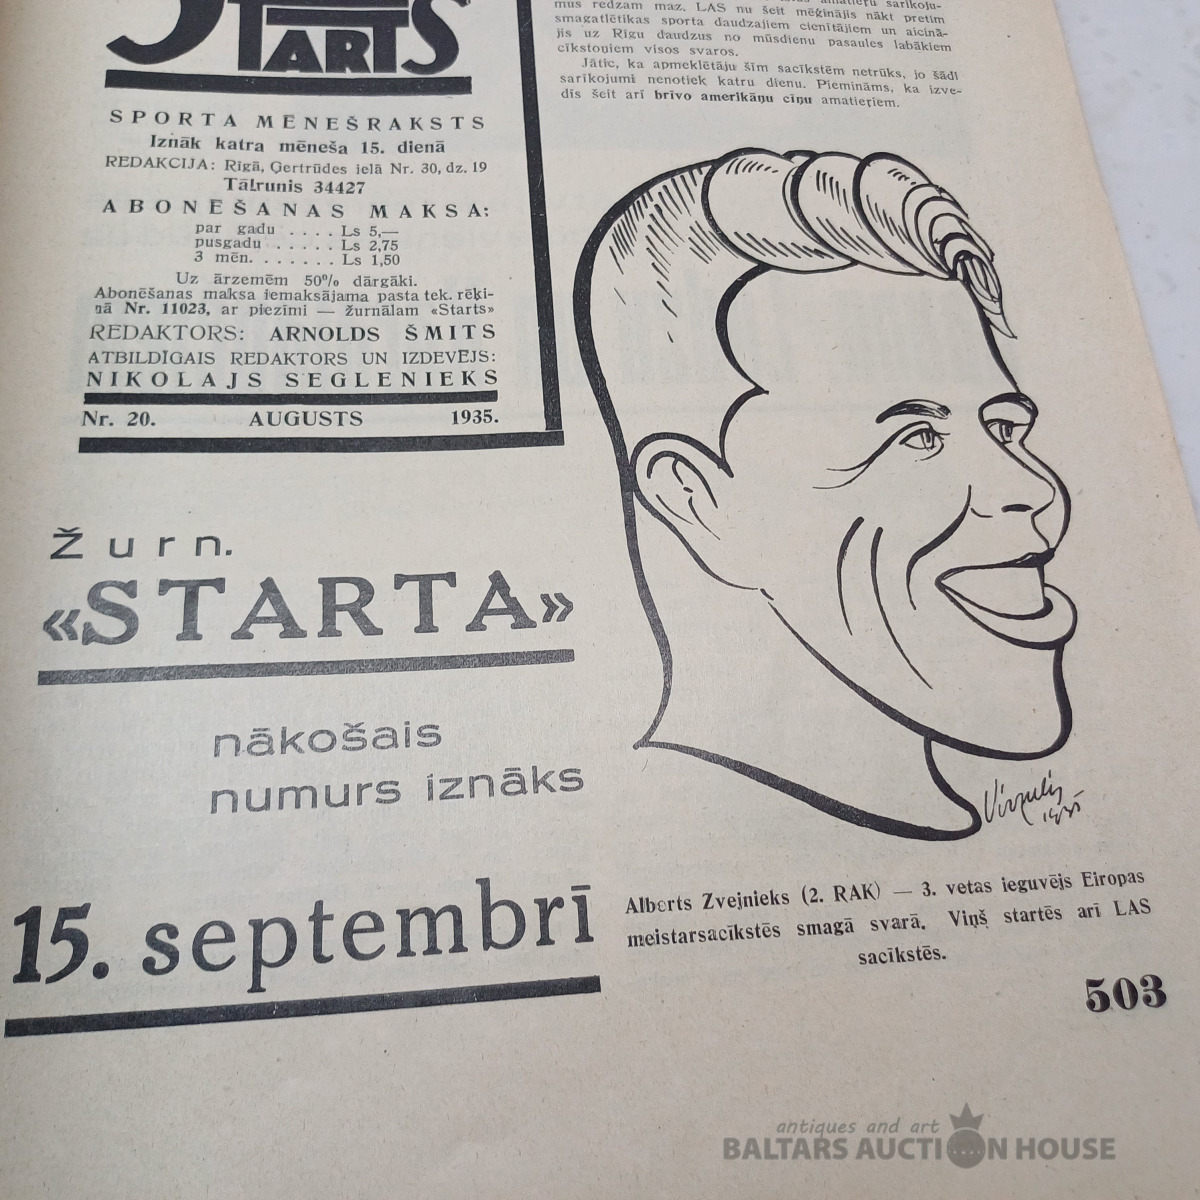 STARTS
SPORTA MĒNEŠRAKSTS
Iznāk katra mēneša 15. dienā
REDAKCIJA: Rīgā, Ģertrūdes ielā Nr. 30, dz. 19
Tālrunis 34427
ABONĒŠANAS MAKSA:
par gadu .... Ls 5,—
pusgadu ..... Ls 2,75
3 mēn. ....... Ls 1,50
Uz ārzemēm 50% dārgāki.
Abonēšanas maksa iemaksājama pasta tek. rēķi-
nā Nr. 11023, ar piezīmi — žurnālam «Starts»
REDAKTORS: ARNOLDS ŠMITS
ATBILDĪGAIS REDAKTORS UN IZDEVĒJS:
NIKOLAJS SEGLENIEKS
Nr. 20. AUGUSTS 1935.
mūs redzam maz. LAS nu šeit mēģinājis nākt pretim
smagatlētikas sporta daudzajiem cienītājiem un aicinā-
jis uz Rīgu daudzus no mūsdienu pasaules labākiem
cīkstoņiem visos svaros.
Jātic, ka apmeklētāju šīm sacīkstēm netrūks, jo šādi
sarīkojumi nenotiek katru dienu. Piemināms, ka izve-
dīs šeit arī brīvo amerikāņu cīņu amatieriem.
Žurn.
«STARTA»
nākošais
numurs iznāks
15. septembrī
1935
Alberts Zvejnieks (2. RAK) — 3. vetas ieguvējs Eiropas
meistarsacīkstēs smagā svarā. Viņš startēs arī LAS
sacīkstēs.
503
antiques and art
BALTARS AUCTION HOUSE